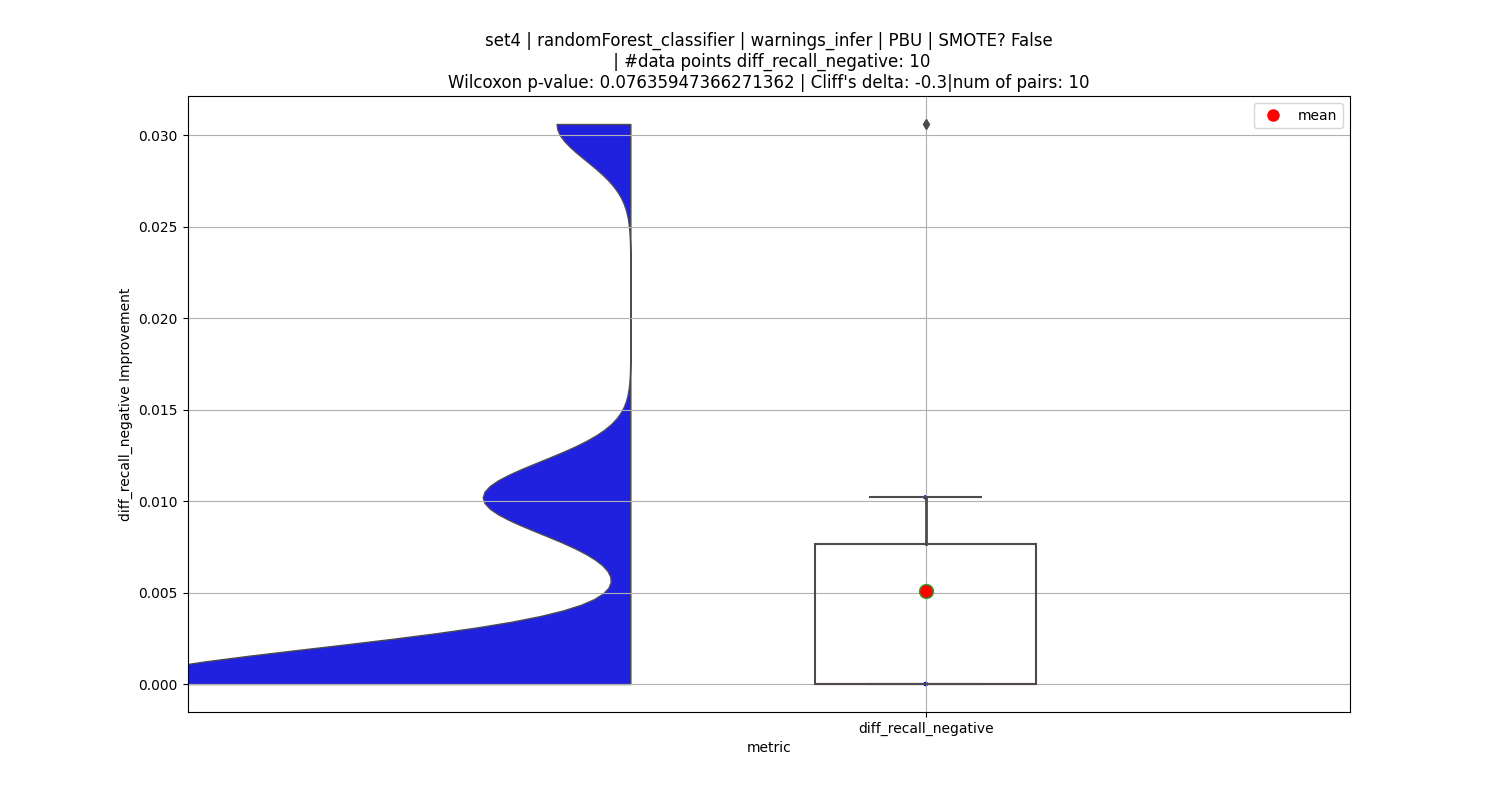 set4 | randomForest_classifier | warnings_infer | PBU | SMOTE? False
| #data points diff_recall_negative: 10
Wilcoxon p-value: 0.07635947366271362 | Cliff's delta: -0.3|num of pairs: 10
mean
0.030
0.025
0.020
0.015
0.010
0.005
0.000
diff_recall_negative Improvement
diff_recall_negative
metric